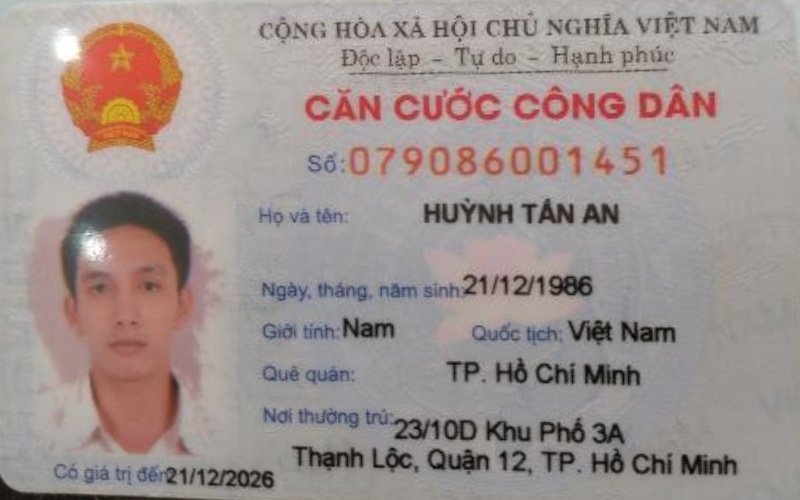 CỘNG HÒA XÃ HỘI CHỦ NGHĨA VIỆT NAM
Độc lập - Tự do - Hạnh phúc
CĂN CƯỚC CÔNG DÂN
Số: 079086001451
Họ và tên: HUỲNH TẤN AN
Ngày, tháng, năm sinh: 21/12/1986
Giới tính: Nam Quốc tịch: Việt Nam
Quê quán: TP. Hồ Chí Minh
Nơi thường trú: 23/10D Khu Phố 3A
Thạnh Lộc, Quận 12, TP. Hồ Chí Minh
Có giá trị đến 21/12/2026